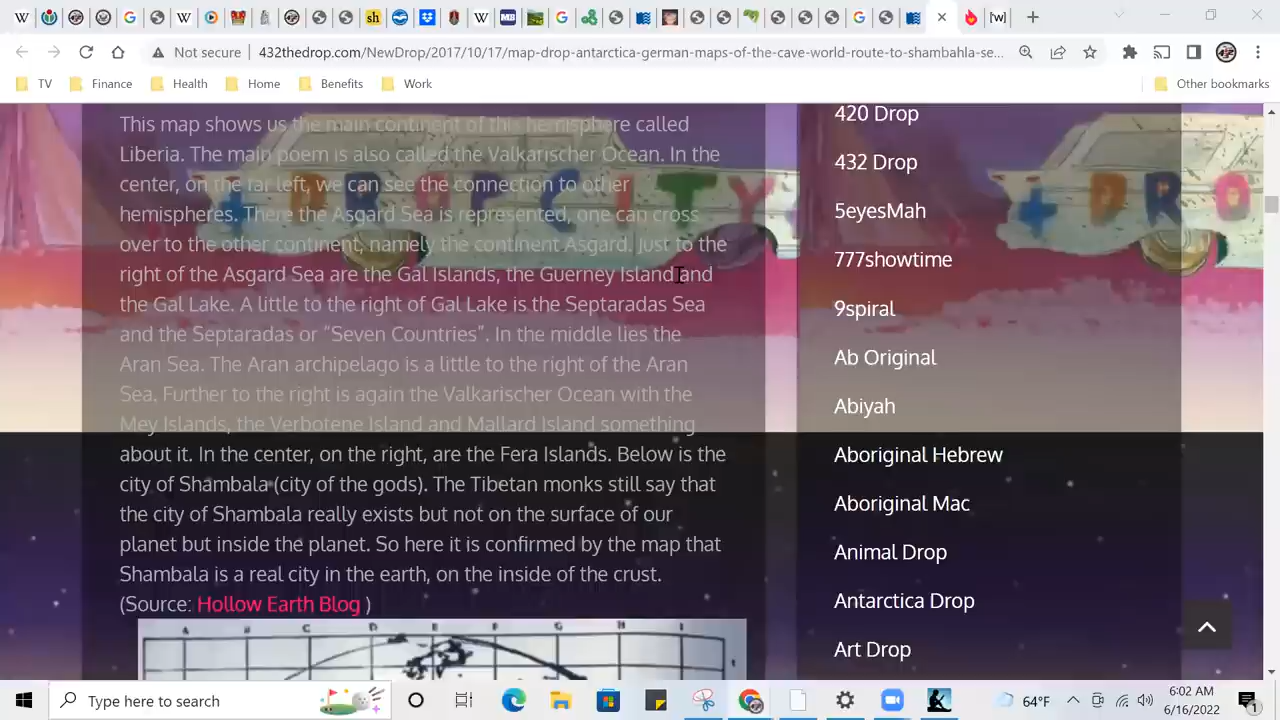 Not secure
432thedrop.com/NewDrop/2017/10/17/map-drop-antarctica-german-maps-of-the-cave-world-route-to-shambahla-se...
TV
Finance
Health
Home
Benefits
Work
Other bookmarks
This map shows us the main continent of this hemisphere called
Liberia. The main poem is also called the Valkarischer Ocean. In the
center, on the far left, we can see the connection to other
hemispheres. There the Asgard Sea is represented, one can cross
over to the other continent, namely the continent Asgard. Just to the
right of the Asgard Sea are the Gal Islands, the Guerney Island and
the Gal Lake. A little to the right of Gal Lake is the Septaradas Sea
and the Septaradas or “Seven Countries”. In the middle lies the
Aran Sea. The Aran archipelago is a little to the right of the Aran
Sea. Further to the right is again the Valkarischer Ocean with the
Mey Islands, the Verbotene Island and Mallard Island something
about it. In the center, on the right, are the Fera Islands. Below is the
city of Shambala (city of the gods). The Tibetan monks still say that
the city of Shambala really exists but not on the surface of our
planet but inside the planet. So here it is confirmed by the map that
Shambala is a real city in the earth, on the inside of the crust.
(Source: Hollow Earth Blog )
A B C D E F G H I
420 Drop
432 Drop
5eyesMah
777showtime
9spiral
Ab Original
Abiyah
Aboriginal Hebrew
Aboriginal Mac
Animal Drop
Antarctica Drop
Art Drop
Type here to search
64°F
6:02 AM
6/16/2022